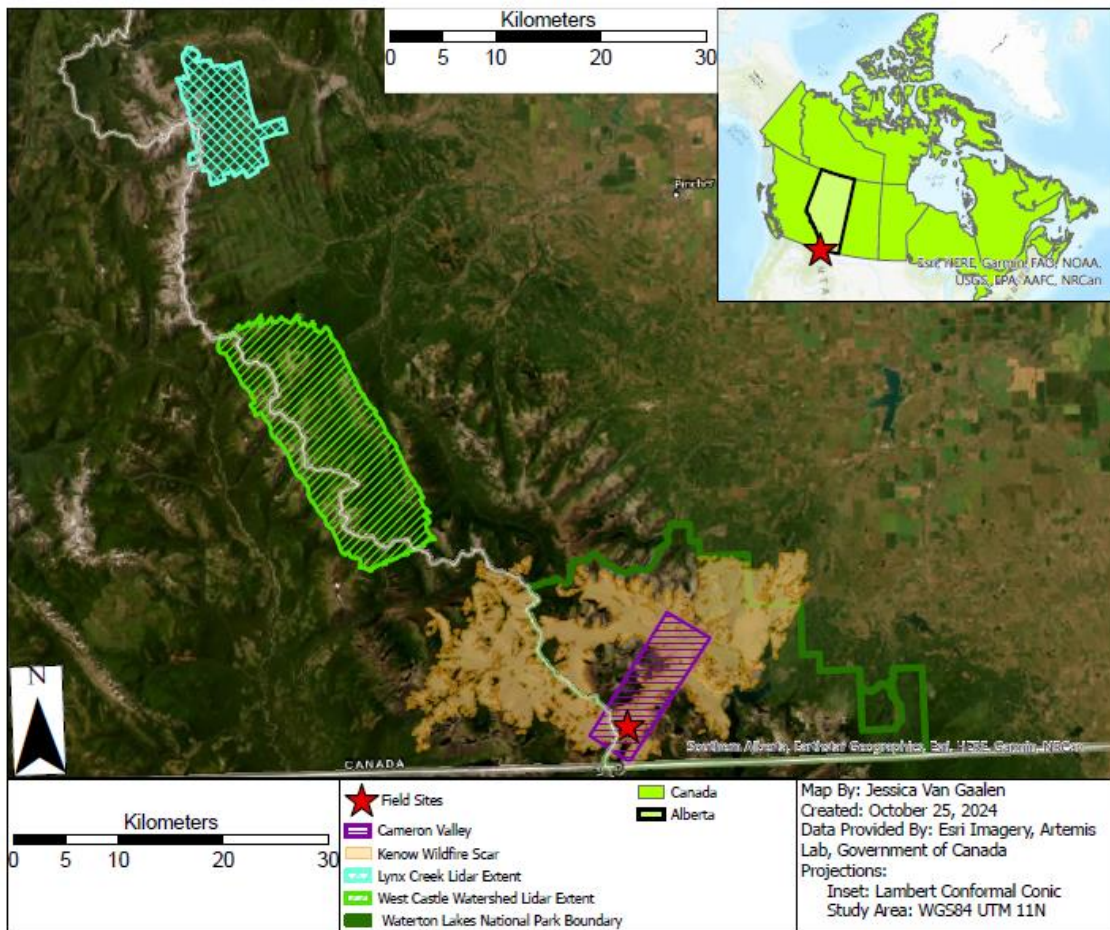 Kilometers
0 5 10 20 30
Pincher
Esri, HERE, Garmin, FAO, NOAA,
USGS, EPA, AAFC, NRCan
N
CANADA
Southern Alberta, Earthstar Geographics, Esri, HERE, Garmin, NRCan
Kilometers
0 5 10 20 30
Field Sites
Cameron Valley
Kenow Wildfire Scar
Lynx Creek Lidar Extent
West Castle Watershed Lidar Extent
Waterton Lakes National Park Boundary
Canada
Alberta
Map By: Jessica Van Gaalen
Created: October 25, 2024
Data Provided By: Esri Imagery, Artemis
Lab, Government of Canada
Projections:
Inset: Lambert Conformal Conic
Study Area: WGS84 UTM 11N